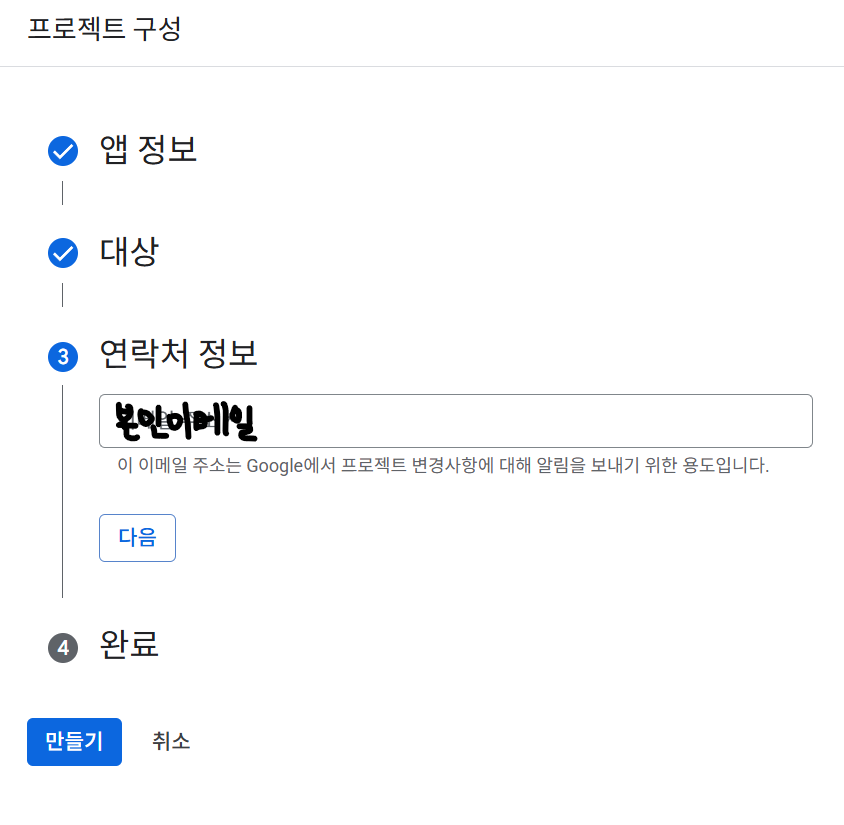 프로젝트 구성
앱 정보
대상
3 연락처 정보
본인이메일
이 이메일 주소는 Google에서 프로젝트 변경사항에 대해 알림을 보내기 위한 용도입니다.
다음
4 완료
만들기 취소